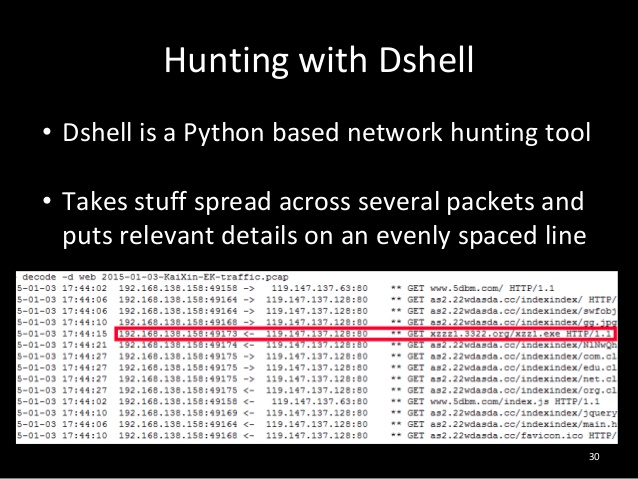 Hunting with Dshell
• Dshell is a Python based network hunting tool
• Takes stuff spread across several packets and
puts relevant details on an evenly spaced line
decode -d web 2015-01-03-KaiXin-EK-traffic.pcap
5-01-03 17:44:02 192.168.138.158:49158 -> 119.147.137.63:80 ** GET www.5dbm.com/ HTTP/1.1
5-01-03 17:44:08 192.168.138.158:49164 -> 119.147.137.128:80 ** GET as2.22wdasda.cc/indexindex/ HTTP/
5-01-03 17:44:10 192.168.138.158:49164 -> 119.147.137.128:80 ** GET as2.22wdasda.cc/indexindex/swfobj
5-01-03 17:44:10 192.168.138.158:49164 -> 119.147.137.128:80 ** GET as2.22wdasda.cc/indexindex/gg.jpg
5-01-03 17:44:15 192.168.138.158:49173 <- 119.147.137.128:80 ** GET xzzz1.3322.org/xzz1.exe HTTP/1.1
5-01-03 17:44:21 192.168.138.158:49174 <- 119.147.137.128:80 ** GET as2.22wdasda.cc/indexindex/NlNwQh
5-01-03 17:44:26 192.168.138.158:49175 -> 119.147.137.128:80 ** GET as2.22wdasda.cc/indexindex/com.cl
5-01-03 17:44:26 192.168.138.158:49175 -> 119.147.137.128:80 ** GET as2.22wdasda.cc/indexindex/edu.cl
5-01-03 17:44:26 192.168.138.158:49175 -> 119.147.137.128:80 ** GET as2.22wdasda.cc/indexindex/net.cl
5-01-03 17:44:26 192.168.138.158:49175 <- 119.147.137.128:80 ** GET as2.22wdasda.cc/indexindex/org.cl
5-01-03 17:44:08 192.168.138.158:49158 <- 119.147.137.63:80 ** GET www.5dbm.com/index.js HTTP/1.1
5-01-03 17:44:10 192.168.138.158:49169 <- 119.147.137.128:80 ** GET as2.22wdasda.cc/indexindex/jquery
5-01-03 17:44:14 192.168.138.158:49164 <- 119.147.137.128:80 ** GET as2.22wdasda.cc/indexindex/main.h
5-01-03 17:44:10 192.168.138.158:49168 <- 119.147.137.128:80 ** GET as2.22wdasda.cc/favicon.ico HTTP/
30